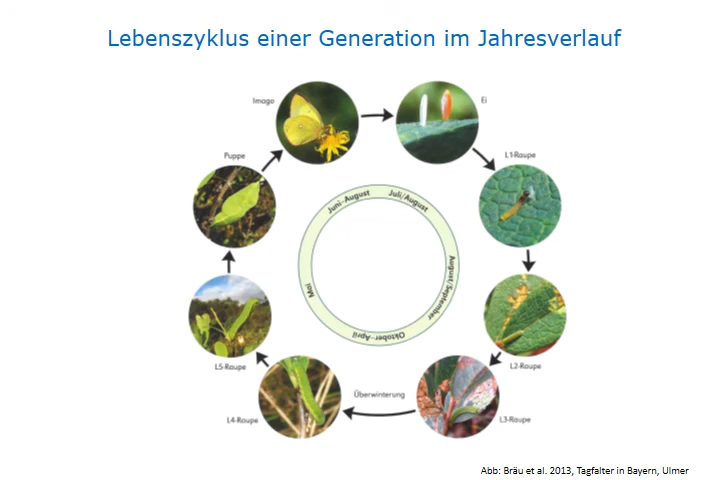 Lebenszyklus einer Generation im Jahresverlauf
Imago
Ei
L1-Raupe
L2-Raupe
L3-Raupe
Überwinterung
L4-Raupe
L5-Raupe
Puppe
Juni-August
Juli/August
August/September
Oktober-April
Mai
Abb: Bräu et al. 2013, Tagfalter in Bayern, Ulmer